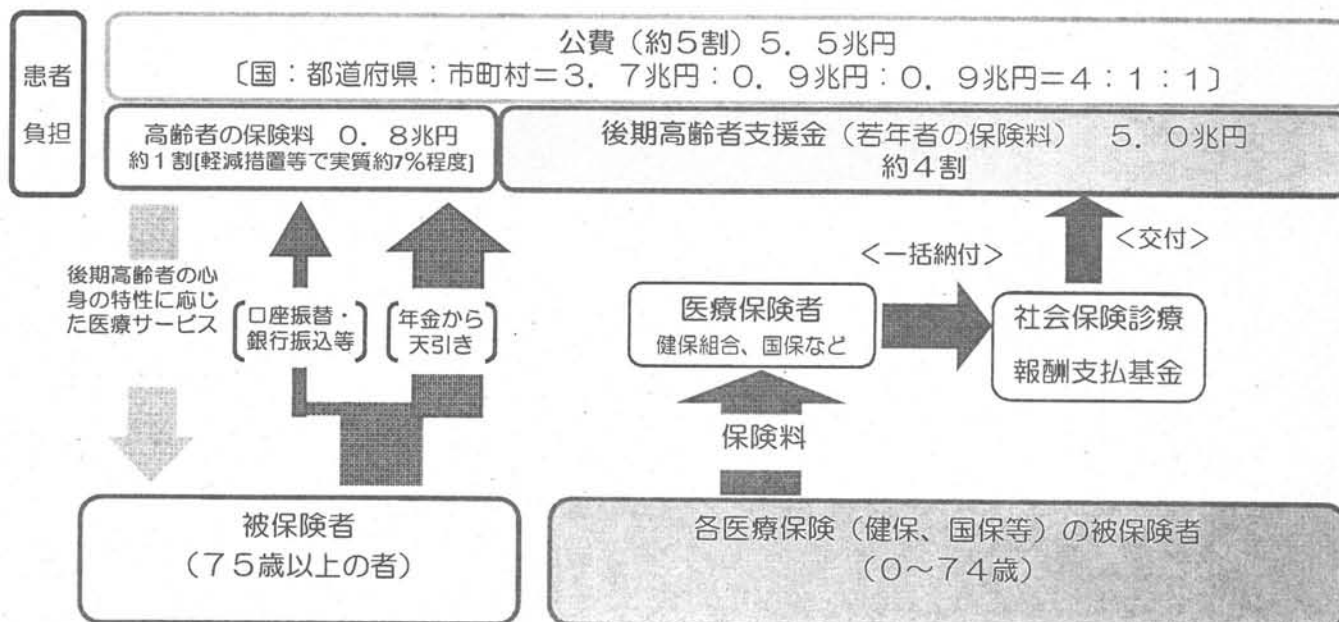 患者
負担
公費（約５割）５．５兆円
〔国：都道府県：市町村＝３．７兆円：０．９兆円：０．９兆円＝４：１：１〕
高齢者の保険料　０．８兆円
約１割[軽減措置等で実質約7％程度]
後期高齢者支援金（若年者の保険料）　５．０兆円
約４割
後期高齢者の心
身の特性に応じ
た医療サービス
口座振替・
銀行振込等
年金から
天引き
医療保険者
健保組合、国保など
＜一括納付＞
＜交付＞
社会保険診療
報酬支払基金
保険料
被保険者
（７５歳以上の者）
各医療保険（健保、国保等）の被保険者
（０～７４歳）